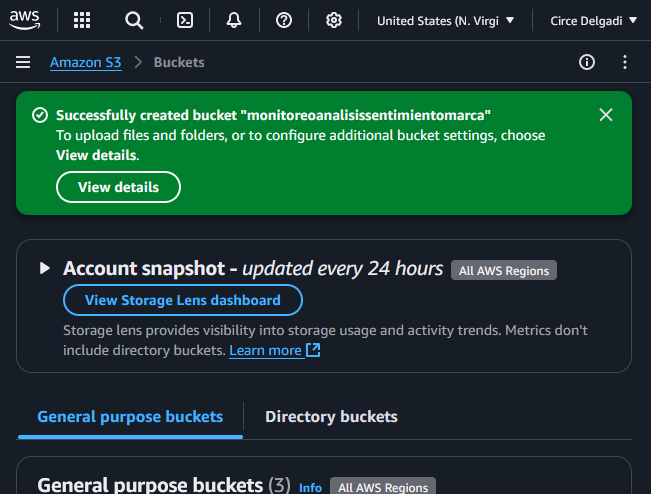 aws
United States (N. Virgi
Circe Delgadi
Amazon S3 > Buckets
Successfully created bucket "monitoreoanalisissentimientomarca"
To upload files and folders, or to configure additional bucket settings, choose
View details.
View details
Account snapshot - updated every 24 hours All AWS Regions
View Storage Lens dashboard
Storage lens provides visibility into storage usage and activity trends. Metrics don't
include directory buckets. Learn more
General purpose buckets Directory buckets
General purpose buckets (3) Info All AWS Regions